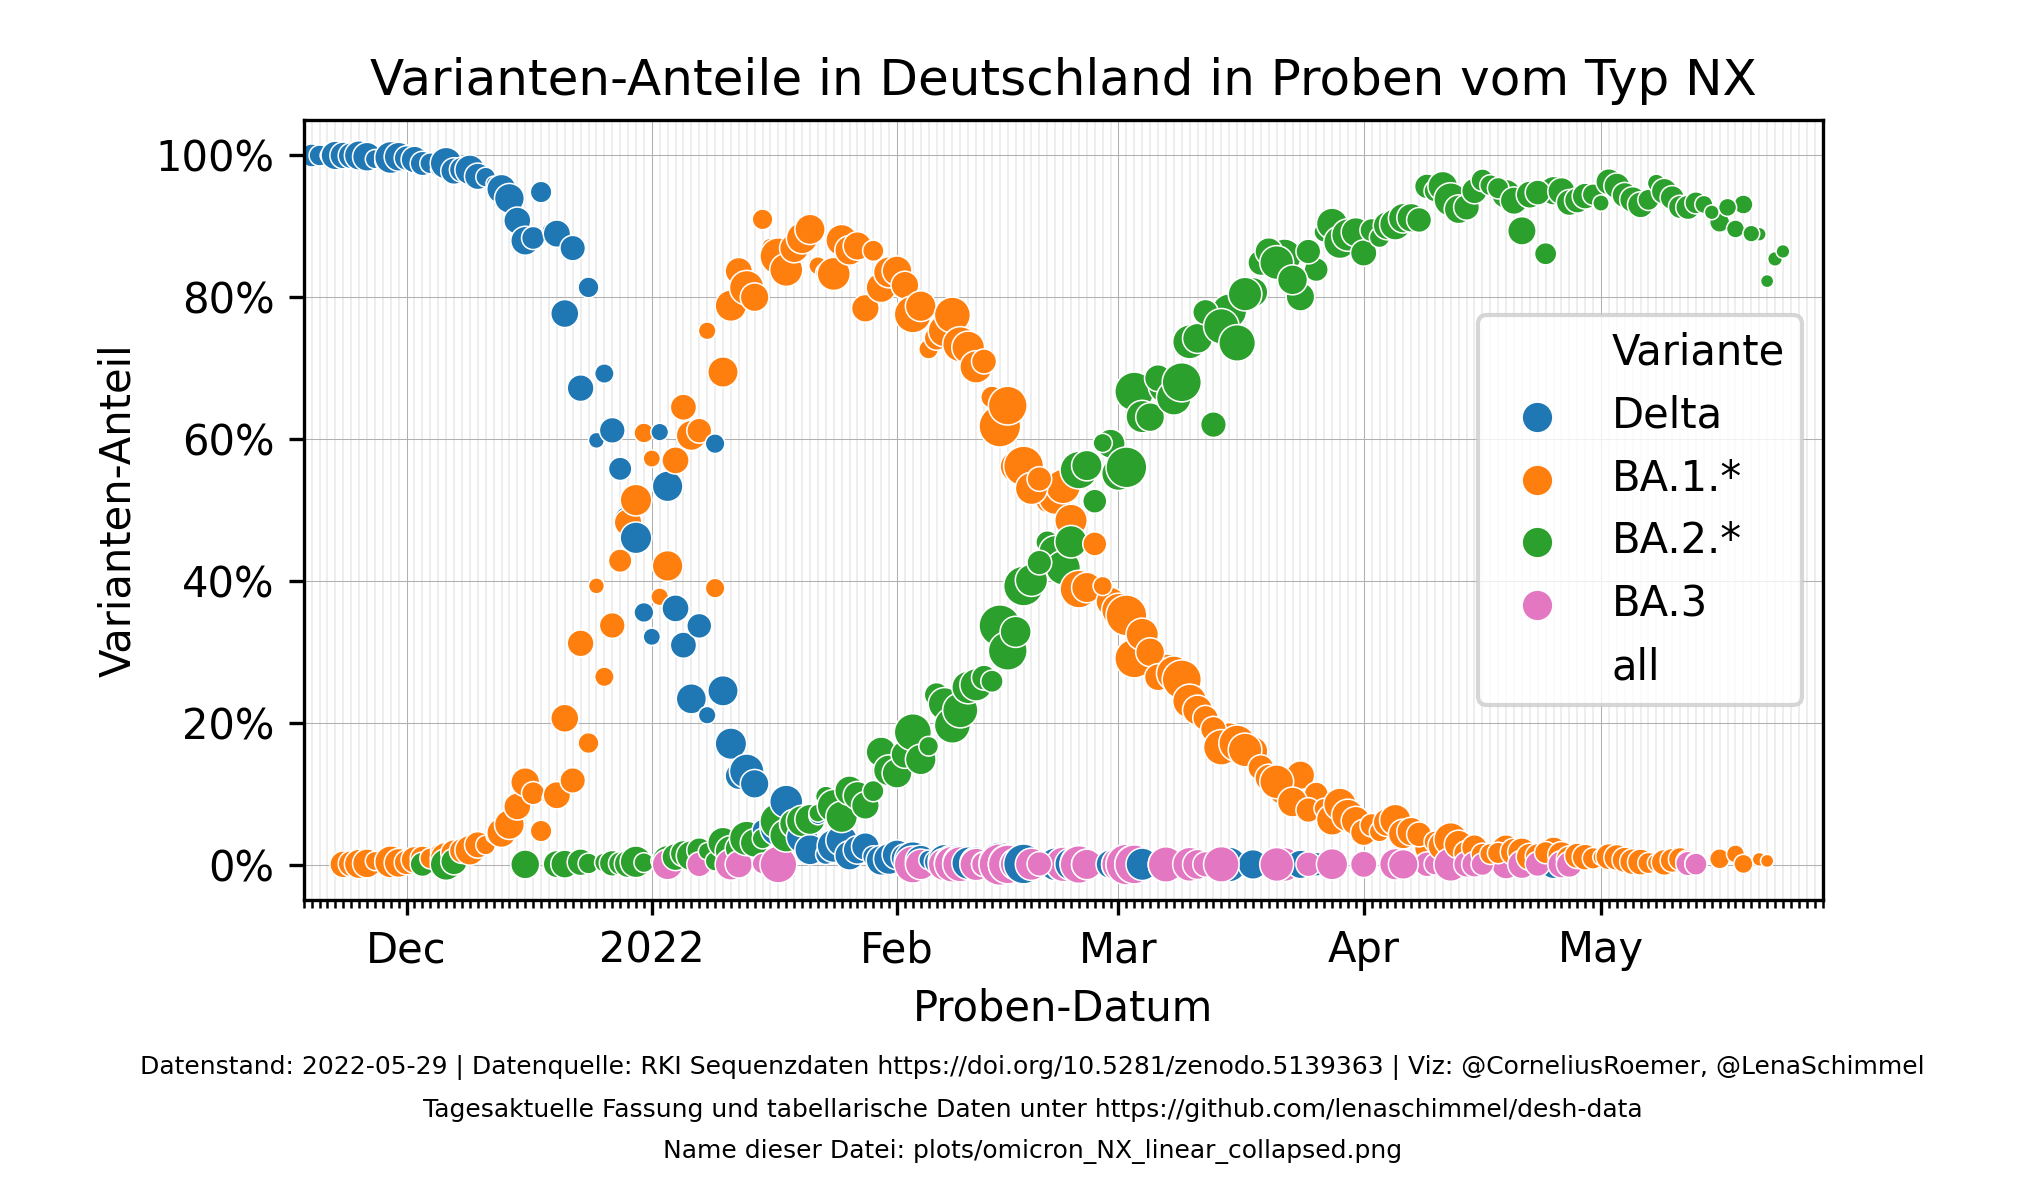 Varianten-Anteile in Deutschland in Proben vom Typ NX
Varianten-Anteil
100%
80%
60%
40%
20%
0%
Variante
Delta
BA.1.*
BA.2.*
BA.3
all
Dec
2022
Feb
Mar
Apr
May
Proben-Datum
Datenstand: 2022-05-29 | Datenquelle: RKI Sequenzdaten https://doi.org/10.5281/zenodo.5139363 | Viz: @CorneliusRoemer, @LenaSchimmel
Tagesaktuelle Fassung und tabellarische Daten unter https://github.com/lenaschimmel/desh-data
Name dieser Datei: plots/omicron_NX_linear_collapsed.png